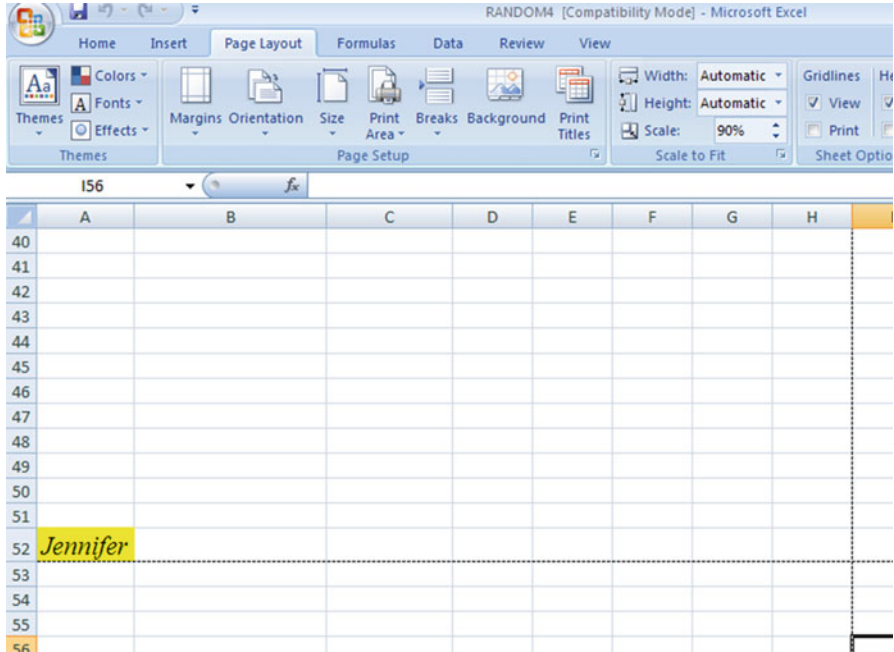 RANDOM4 [Compatibility Mode] - Microsoft Excel
Home Insert Page Layout Formulas Data Review View
Themes
Colors
Fonts
Effects
Themes
Margins
Orientation
Size
Print Area
Breaks
Background
Print Titles
Page Setup
Width: Automatic
Height: Automatic
Scale: 90%
Scale to Fit
Gridlines
View
Print
Sheet Optio
He
I56 fx
A B C D E F G H
40
41
42
43
44
45
46
47
48
49
50
51
52 Jennifer
53
54
55
56